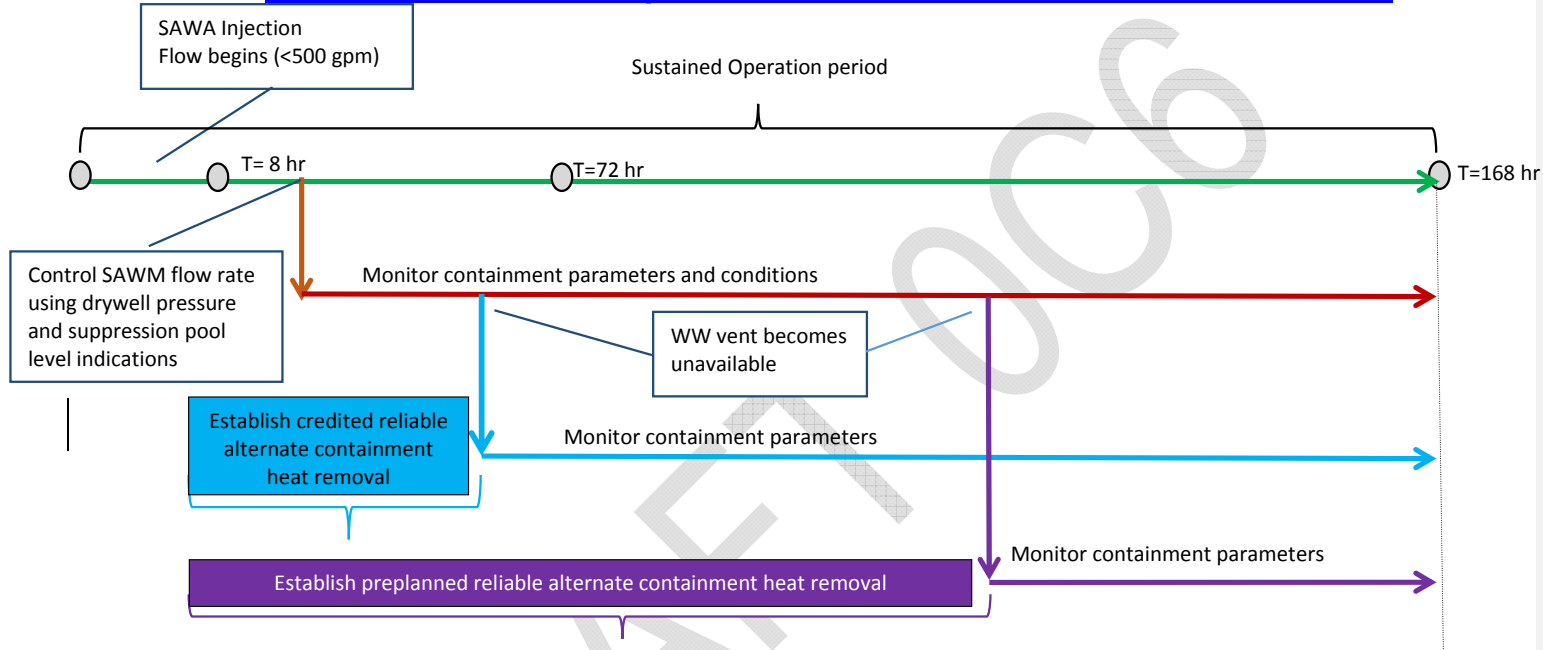 SAWA Injection
Flow begins (<500 gpm)
Sustained Operation period
T= 8 hr
T=72 hr
T=168 hr
Control SAWM flow rate
using drywell pressure
and suppression pool
level indications
Monitor containment parameters and conditions
WW vent becomes
unavailable
Establish credited reliable
alternate containment
heat removal
Monitor containment parameters
Monitor containment parameters
Establish preplanned reliable alternate containment heat removal
AFT 0C6